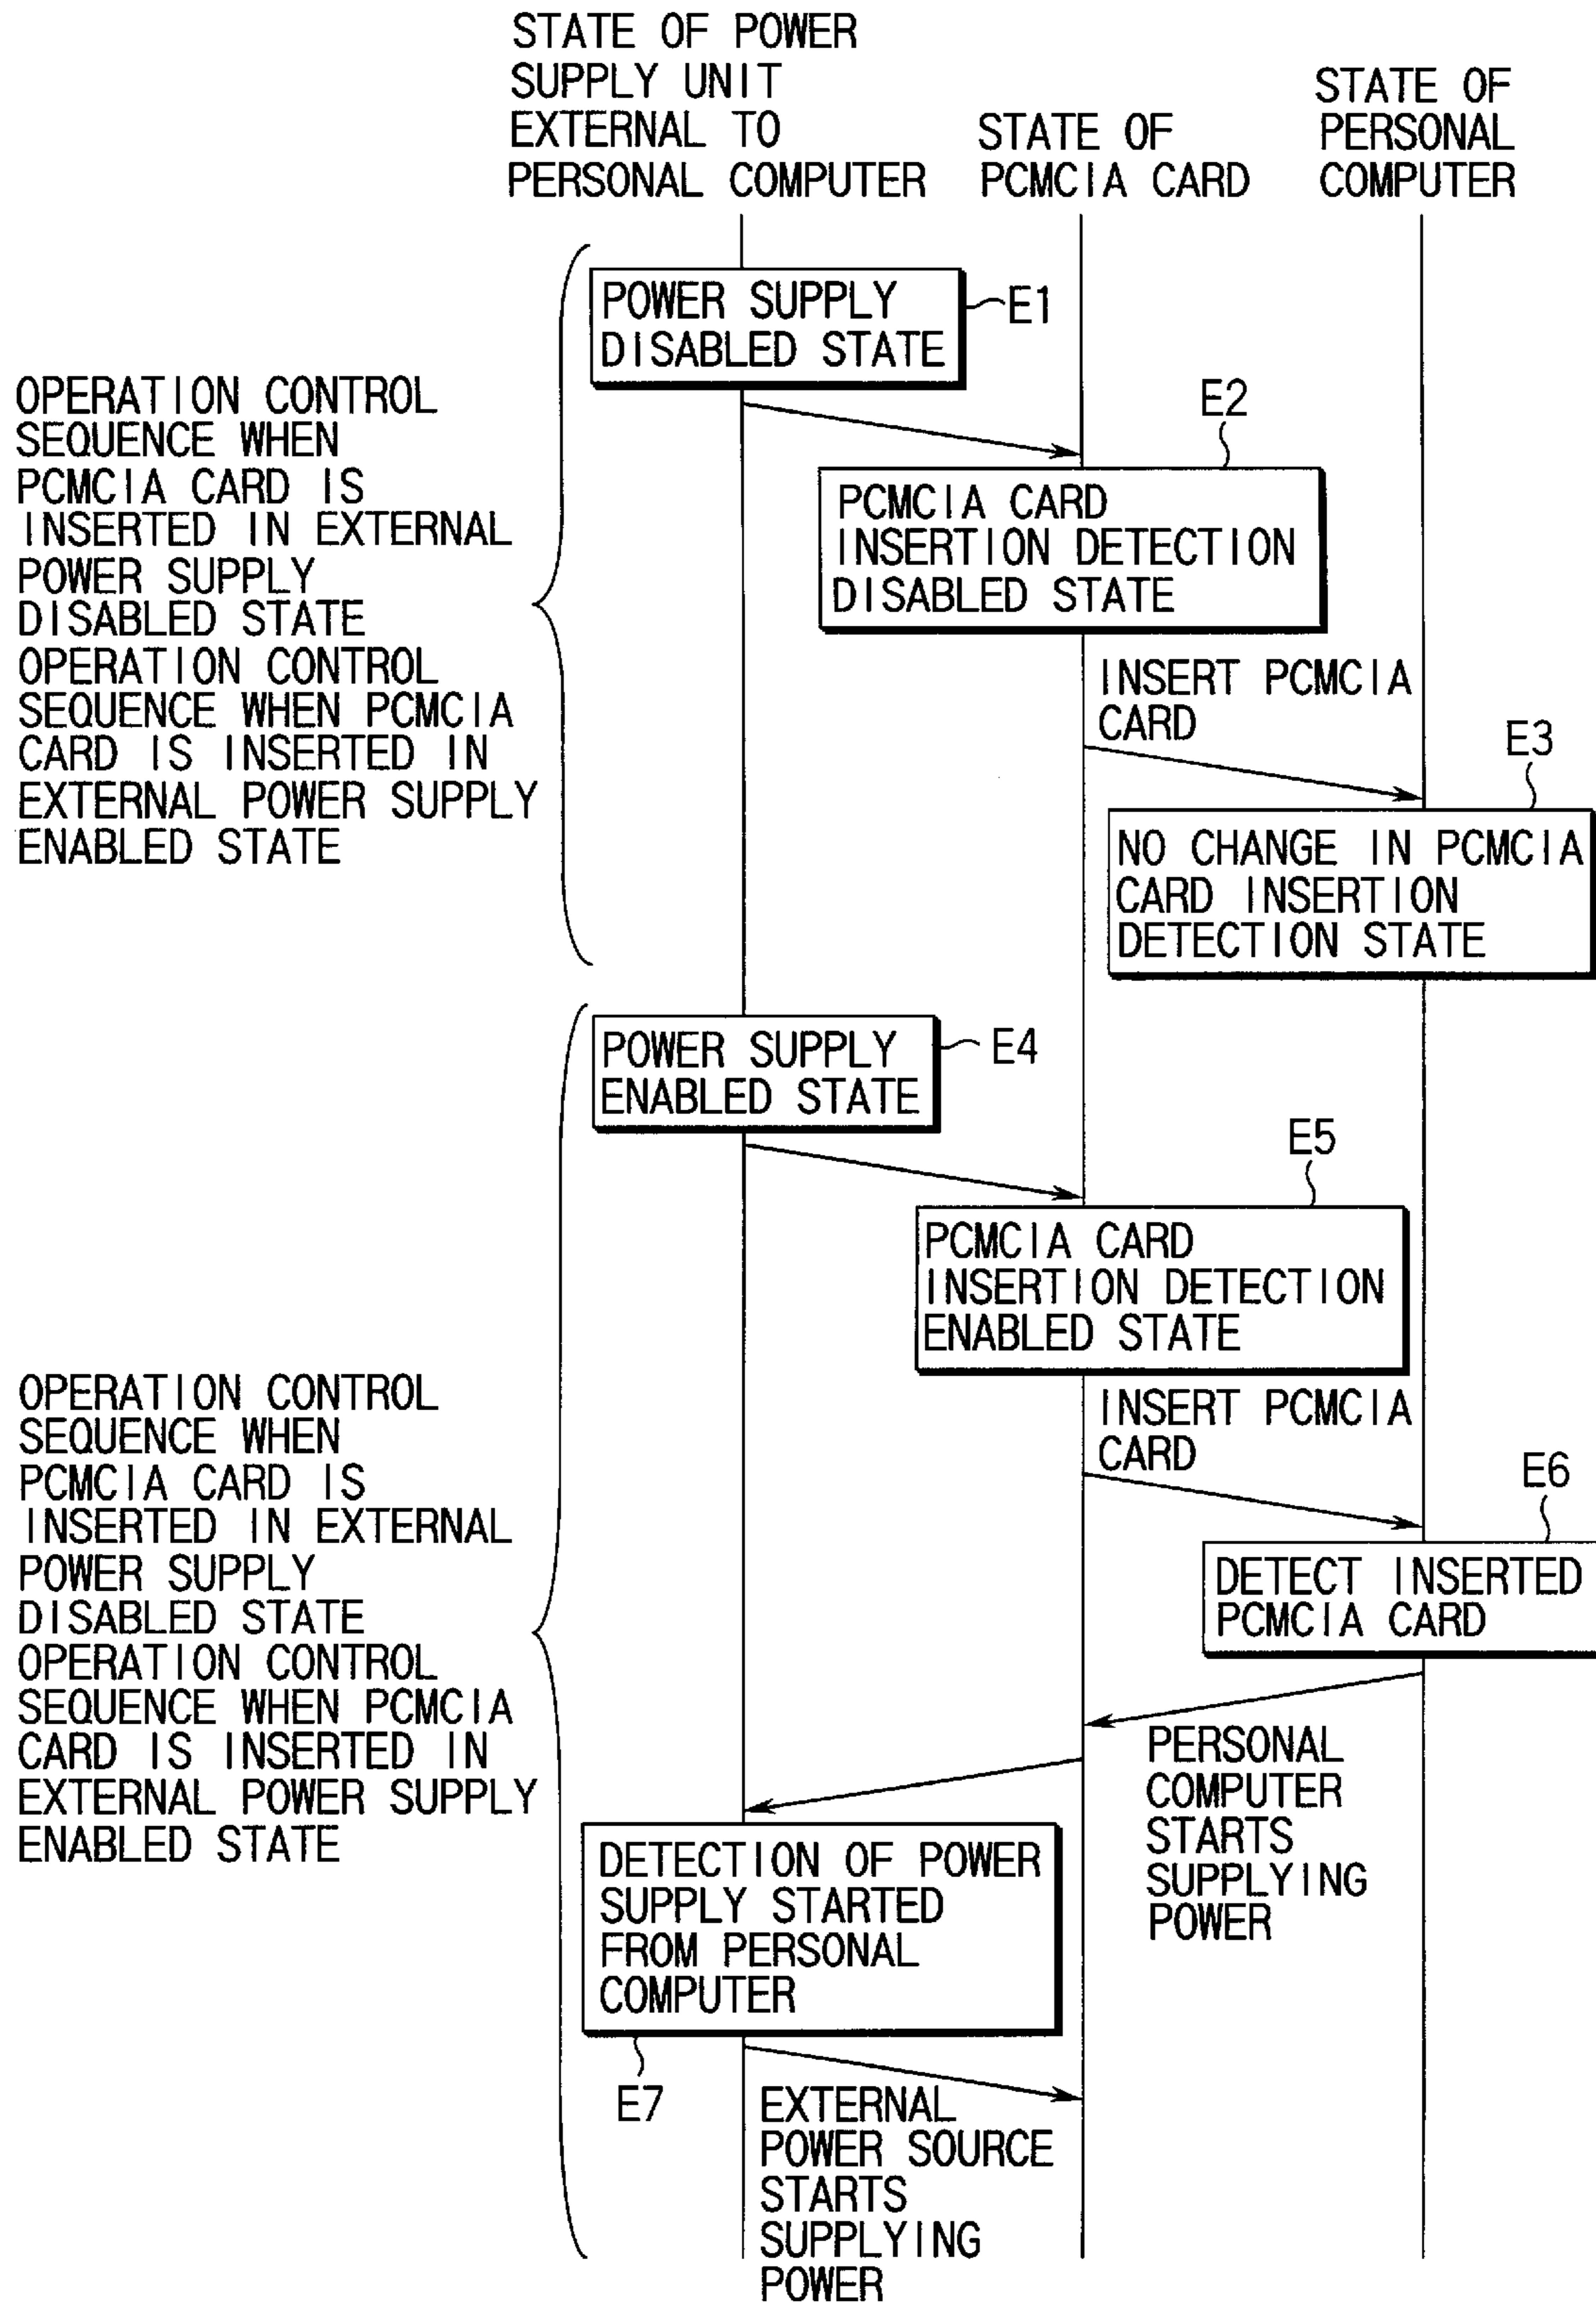 STATE OF POWER
SUPPLY UNIT
EXTERNAL TO
PERSONAL COMPUTER
STATE OF
PCMCIA CARD
STATE OF
PERSONAL
COMPUTER
OPERATION CONTROL
SEQUENCE WHEN
PCMCIA CARD IS
INSERTED IN EXTERNAL
POWER SUPPLY
DISABLED STATE
OPERATION CONTROL
SEQUENCE WHEN PCMCIA
CARD IS INSERTED IN
EXTERNAL POWER SUPPLY
ENABLED STATE
POWER SUPPLY
DISABLED STATE
E1
E2
PCMCIA CARD
INSERTION DETECTION
DISABLED STATE
INSERT PCMCIA
CARD
E3
NO CHANGE IN PCMCIA
CARD INSERTION
DETECTION STATE
POWER SUPPLY
ENABLED STATE
E4
E5
PCMCIA CARD
INSERTION DETECTION
ENABLED STATE
OPERATION CONTROL
SEQUENCE WHEN
PCMCIA CARD IS
INSERTED IN EXTERNAL
POWER SUPPLY
DISABLED STATE
OPERATION CONTROL
SEQUENCE WHEN PCMCIA
CARD IS INSERTED IN
EXTERNAL POWER SUPPLY
ENABLED STATE
INSERT PCMCIA
CARD
E6
DETECT INSERTED
PCMCIA CARD
PERSONAL
COMPUTER
STARTS
SUPPLYING
POWER
DETECTION OF POWER
SUPPLY STARTED
FROM PERSONAL
COMPUTER
E7
EXTERNAL
POWER SOURCE
STARTS
SUPPLYING
POWER